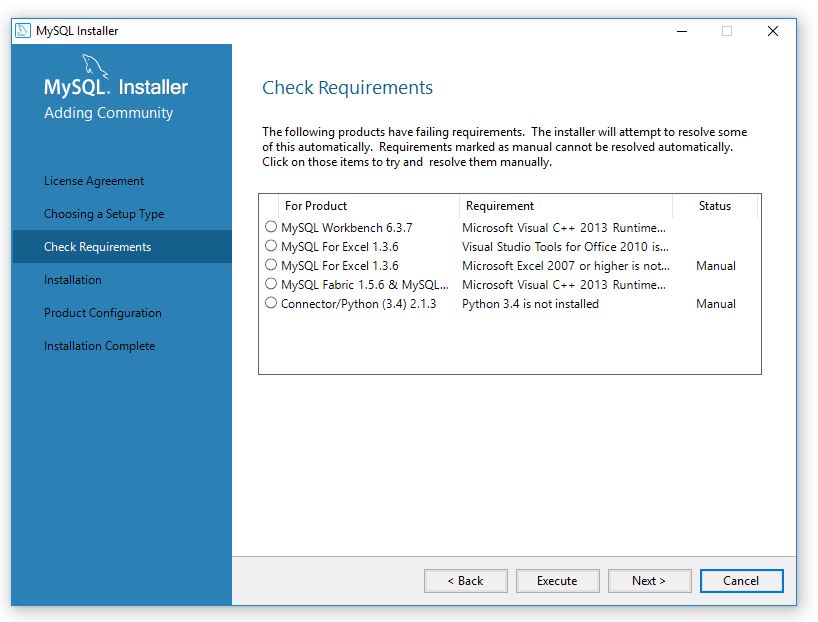 MySQL Installer
MySQL. Installer
Adding Community
License Agreement
Choosing a Setup Type
Check Requirements
Installation
Product Configuration
Installation Complete
Check Requirements
The following products have failing requirements. The installer will attempt to resolve some
of this automatically. Requirements marked as manual cannot be resolved automatically.
Click on those items to try and resolve them manually.
For Product Requirement Status
MySQL Workbench 6.3.7 Microsoft Visual C++ 2013 Runtime...
MySQL For Excel 1.3.6 Visual Studio Tools for Office 2010 is...
MySQL For Excel 1.3.6 Microsoft Excel 2007 or higher is not... Manual
MySQL Fabric 1.5.6 & MySQL... Microsoft Visual C++ 2013 Runtime...
Connector/Python (3.4) 2.1.3 Python 3.4 is not installed Manual
< Back Execute Next > Cancel